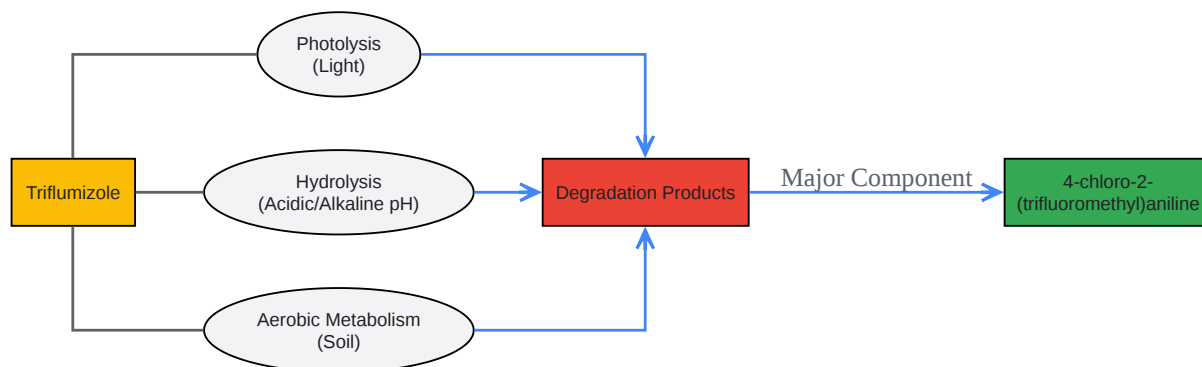 Photolysis
(Light)
Triflumizole
Hydrolysis
(Acidic/Alkaline pH)
Degradation Products
Major Component
4-chloro-2-
(trifluoromethyl)aniline
Aerobic Metabolism
(Soil)